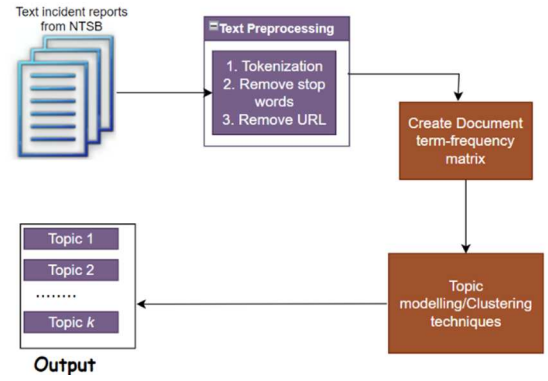 Text incident reports
from NTSB
Text Preprocessing
1. Tokenization
2. Remove stop
words
3. Remove URL
Create Document
term-frequency
matrix
Topic
modelling/Clustering
techniques
Topic 1
Topic 2
........
Topic k
Output